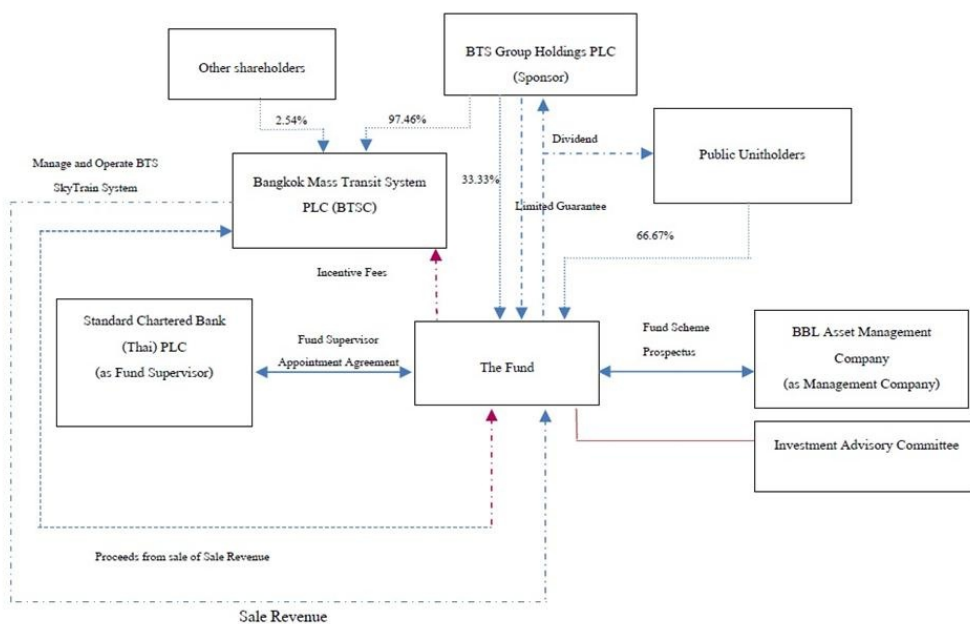 Other shareholders
BTS Group Holdings PLC
(Sponsor)
2.54%
97.46%
Dividend
Manage and Operate BTS
SkyTrain System
Bangkok Mass Transit System
PLC (BTSC)
33.33%
Public Unitholders
Limited Guarantee
66.67%
Incentive Fees
Standard Chartered Bank
(Thai) PLC
(as Fund Supervisor)
Fund Supervisor
Appointment Agreement
The Fund
Fund Scheme
Prospectus
BBL Asset Management
Company
(as Management Company)
Investment Advisory Committee
Proceeds from sale of Sale Revenue
Sale Revenue